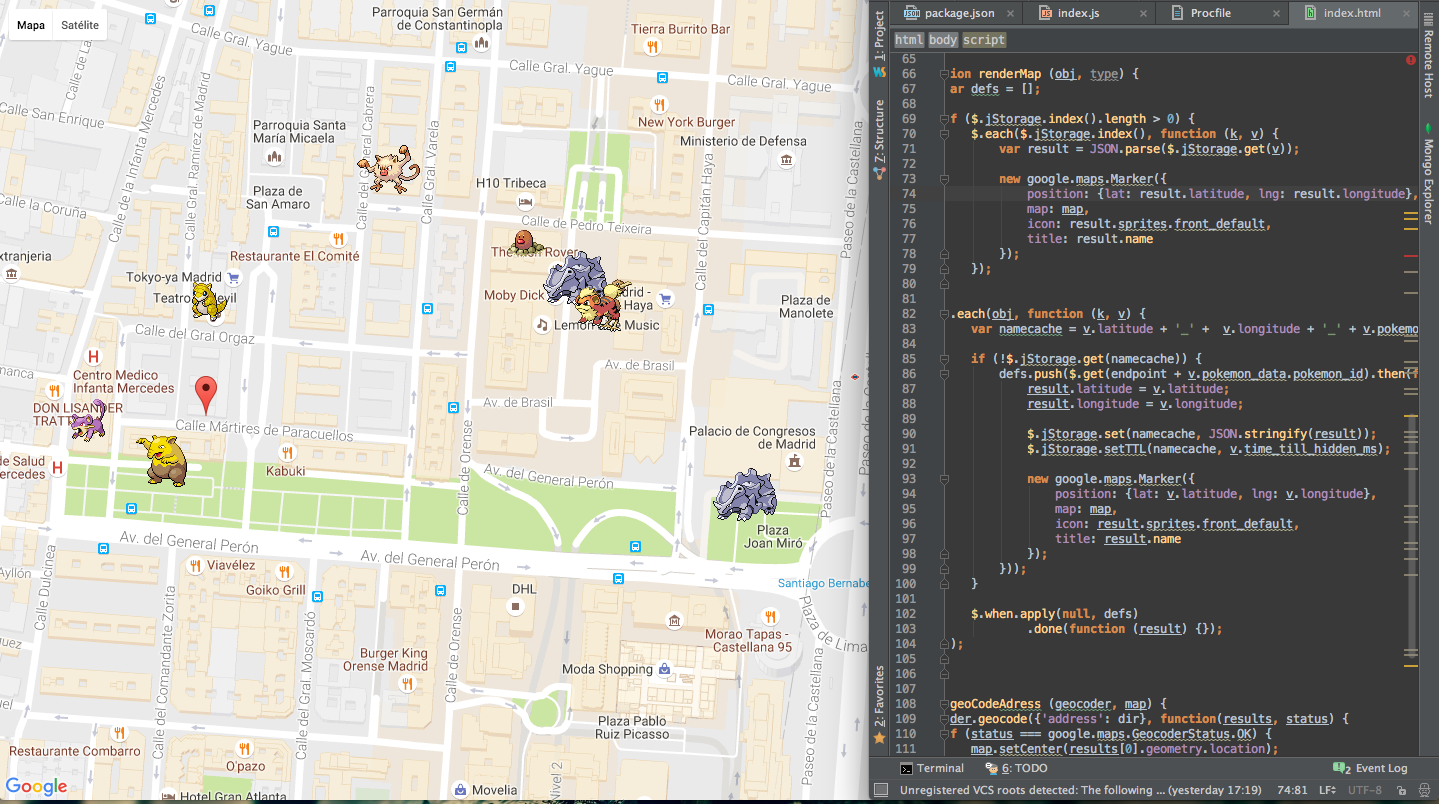 Mapa
Satélite
Parroquia San Germán
de Constantinopla
Tierra Burrito Bar
Calle Gral. Yague
Calle Gral. Yague
Calle Gral. Yague
Calle San Enrique
Calle de la Infanta Mercedes
Calle Gral. Ramírez de Madrid
Calle Gral. Cabrera
Calle Gral. Varela
New York Burger
Parroquia Santa
María Micaela
Ministerio de Defensa
H10 Tribeca
Plaza de
San Amaro
Calle la Coruña
Calle de Pedro Teixeira
Calle del Capitán Haya
Paseo de la Castellana
Restaurante El Comité
xtranjeria
Tokyo-ya Madrid
Moby Dick
Haya
Plaza de
Manolete
Music
Calle del Gral Orgaz
Av. de Brasil
Av. de Brasil
Centro Medico
Infanta Mercedes
DON LISANDER
TRATT
Calle Mártires de Paracuellos
Palacio de Congresos
de Madrid
de Salud
Mercedes
Kabuki
Calle de Orense
Av. del General Perón
Paseo de la Castellana
Plaza
Joan Miró
Av. del General Perón
Av. del General Perón
Ayllón
Viavélez
Goiko Grill
DHL
Santiago Bernabe
Calle Dulcinea
Calle del Comandante Zorita
Calle del Gral. Moscardó
Calle de Orense
Plaza de Lima
Morao Tapas -
Castellana 95
Burger King
Orense Madrid
Moda Shopping
Paseo de la Castellana
Plaza Pablo
Ruiz Picasso
Restaurante Combarro
O'pazo
Nivel 2
Movelia
Hotel Gran Atlanta
Google
package.json
index.js
Procfile
index.html
html body script
1: Project
Z: Structure
2: Favorites
Remote Host
Mongo Explorer
65
66 ion renderMap (obj, type) {
67 ar defs = [];
68
69 f ($.jStorage.index().length > 0) {
70 $.each($.jStorage.index(), function (k, v) {
71 var result = JSON.parse($.jStorage.get(v));
72
73 new google.maps.Marker({
74 position: {lat: result.latitude, lng: result.longitude},
75 map: map,
76 icon: result.sprites.front_default,
77 title: result.name
78 });
79 });
80
81
82 .each(obj, function (k, v) {
83 var namecache = v.latitude + '_' + v.longitude + '_' + v.pokemo
84
85 if (!$.jStorage.get(namecache)) {
86 defs.push($.get(endpoint + v.pokemon_data.pokemon_id).then(f
87 result.latitude = v.latitude;
88 result.longitude = v.longitude;
89
90 $.jStorage.set(namecache, JSON.stringify(result));
91 $.jStorage.setTTL(namecache, v.time_till_hidden_ms);
92
93 new google.maps.Marker({
94 position: {lat: v.latitude, lng: v.longitude},
95 map: map,
96 icon: result.sprites.front_default,
97 title: result.name
98 });
99 }));
100 }
101
102 $.when.apply(null, defs)
103 .done(function (result) {});
104 );
105
106
107
108 geoCodeAdress (geocoder, map) {
109 der.geocode({'address': dir}, function(results, status) {
110 f (status === google.maps.GeocoderStatus.OK) {
111 map.setCenter(results[0].geometry.location);
Terminal
6: TODO
2 Event Log
Unregistered VCS roots detected: The following ... (yesterday 17:19)
74:81
LF
UTF-8